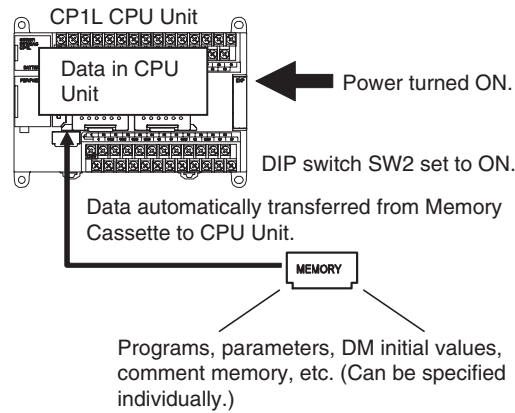 CP1L CPU Unit
Data in CPU
Unit
Power turned ON.
DIP switch SW2 set to ON.
Data automatically transferred from Memory
Cassette to CPU Unit.
MEMORY
Programs, parameters, DM initial values,
comment memory, etc. (Can be specified
individually.)